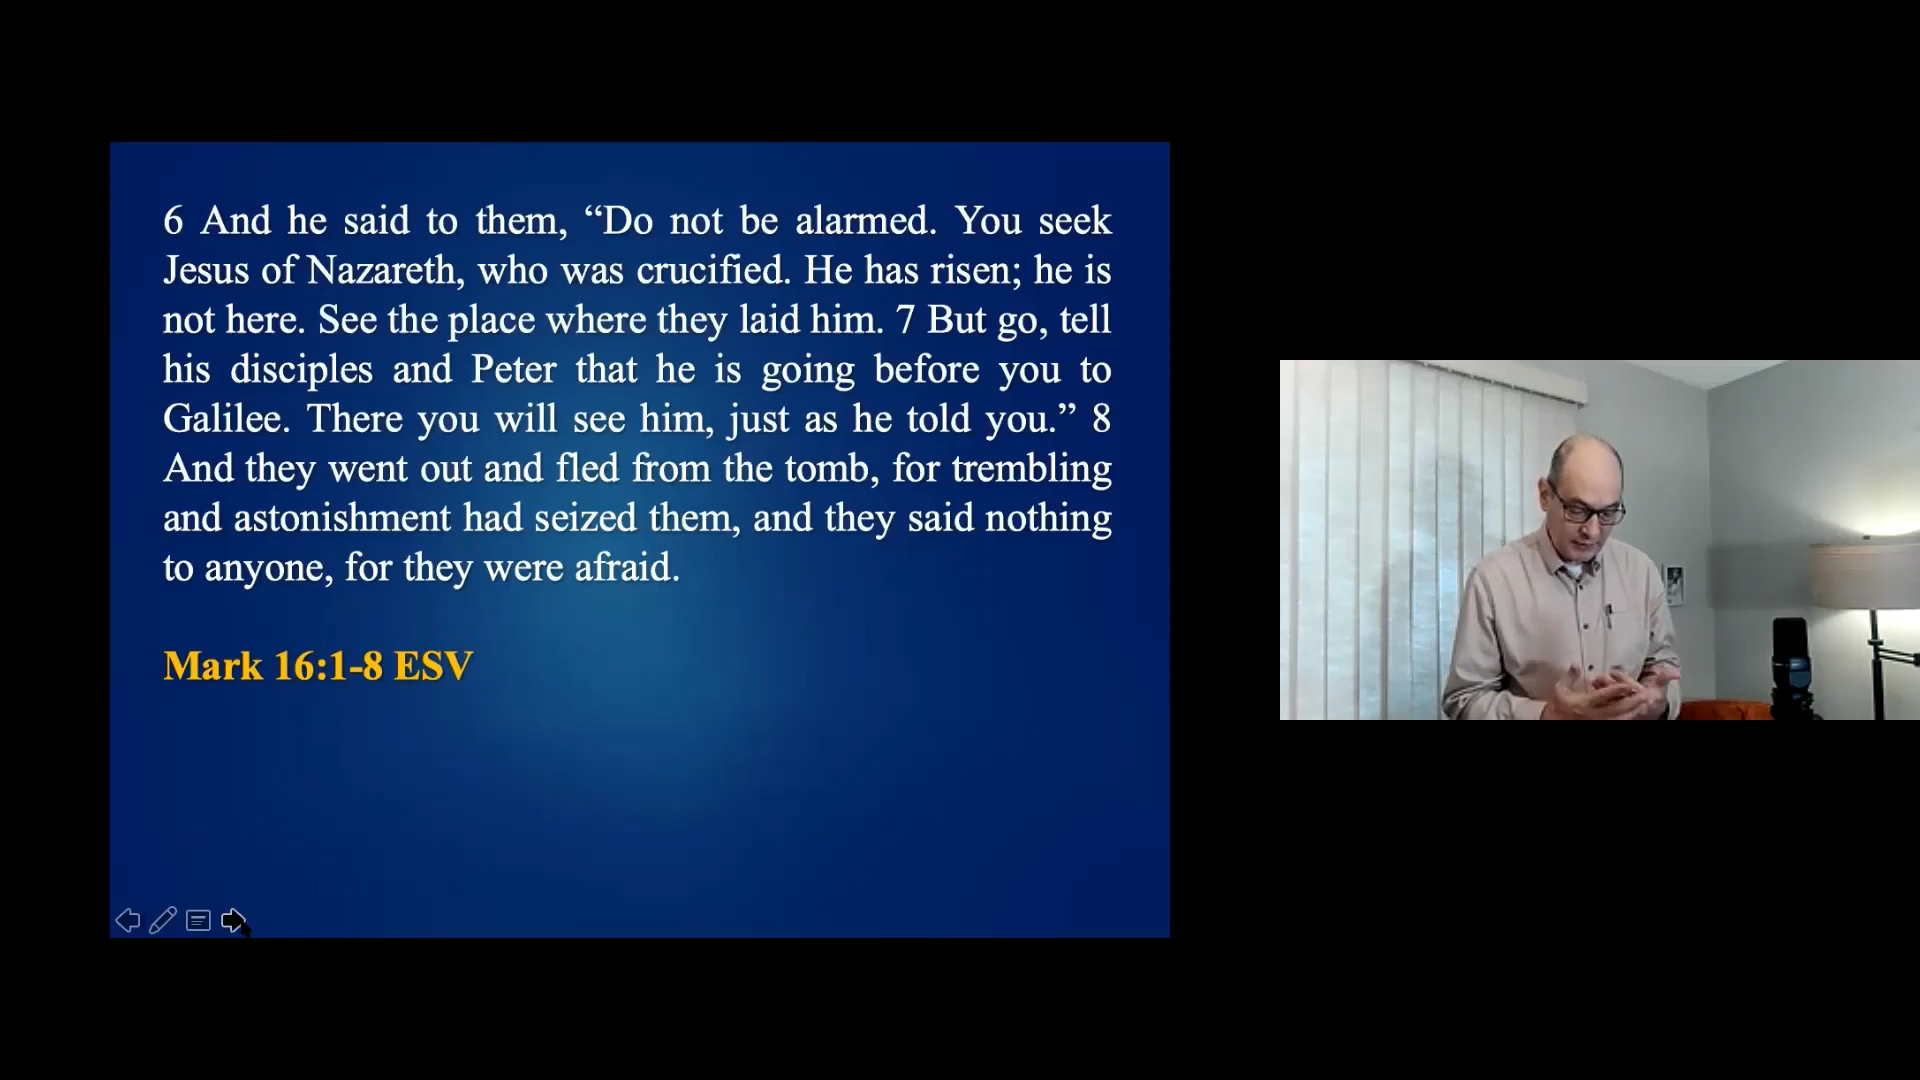 6 And he said to them, “Do not be alarmed. You seek
Jesus of Nazareth, who was crucified. He has risen; he is
not here. See the place where they laid him. 7 But go, tell
his disciples and Peter that he is going before you to
Galilee. There you will see him, just as he told you.” 8
And they went out and fled from the tomb, for trembling
and astonishment had seized them, and they said nothing
to anyone, for they were afraid.
Mark 16:1-8 ESV